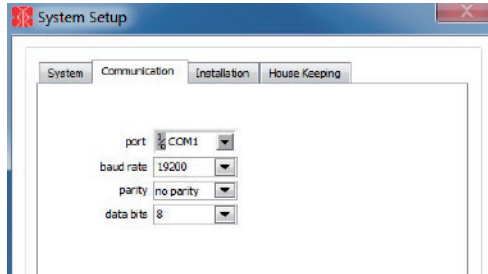 System Setup
System Communication Installation House Keeping
port COM1
baud rate 19200
parity no parity
data bits 8